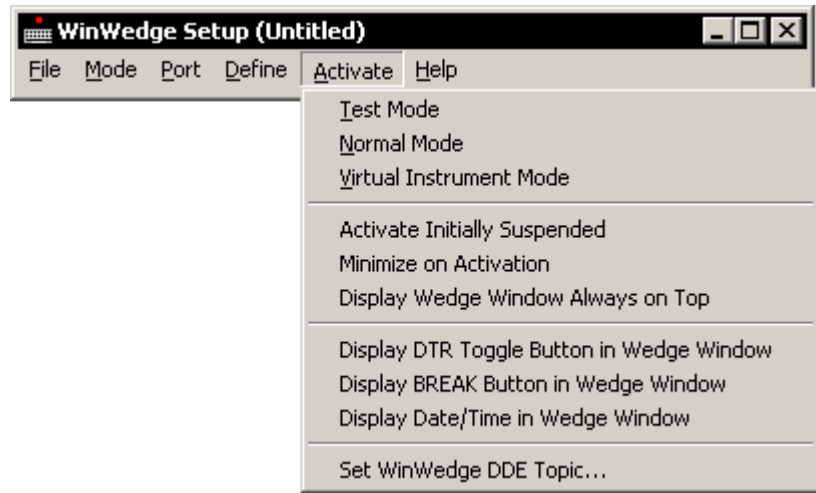 WinWedge Setup (Untitled)
File Mode Port Define Activate Help
Test Mode
Normal Mode
Virtual Instrument Mode
Activate Initially Suspended
Minimize on Activation
Display Wedge Window Always on Top
Display DTR Toggle Button in Wedge Window
Display BREAK Button in Wedge Window
Display Date/Time in Wedge Window
Set WinWedge DDE Topic...